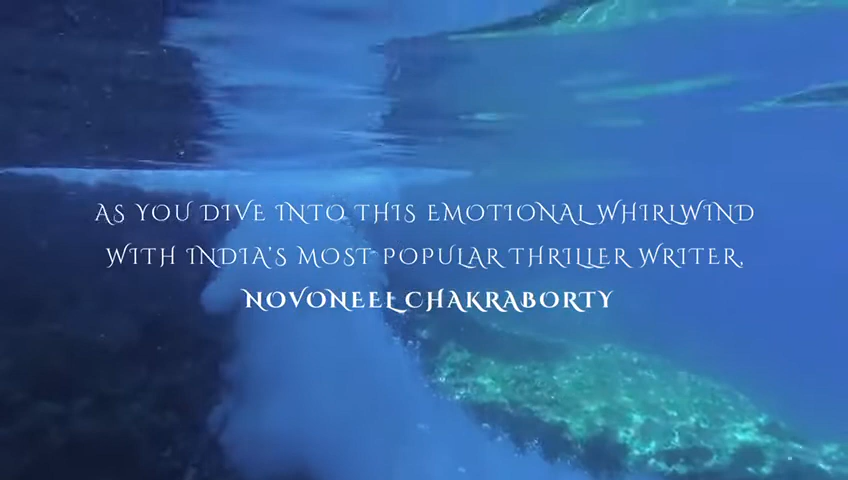 AS YOU DIVE INTO THIS EMOTIONAL WHIRLWIND
WITH INDIA'S MOST POPULAR THRILLER WRITER,
NOVONEEL CHAKRABORTY